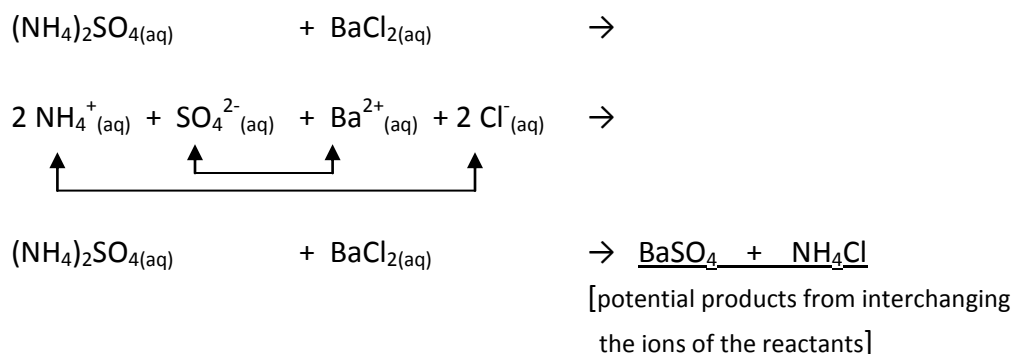 (NH₄)₂SO₄(aq) + BaCl₂(aq) →
2 NH₄⁺(aq) + SO₄²⁻(aq) + Ba²⁺(aq) + 2 Cl⁻(aq) →
(NH₄)₂SO₄(aq) + BaCl₂(aq) → BaSO₄ + NH₄Cl
[potential products from interchanging
the ions of the reactants]